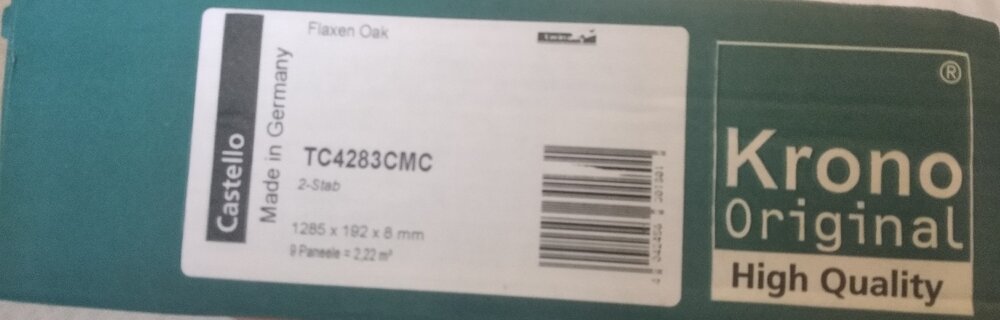 Flaxen Oak
Castello
Made in Germany
TC4283CMC
2-Stab
1285 x 192 x 8 mm
9 Paneele = 2,22 m²
Krono
Original
®
High Quality